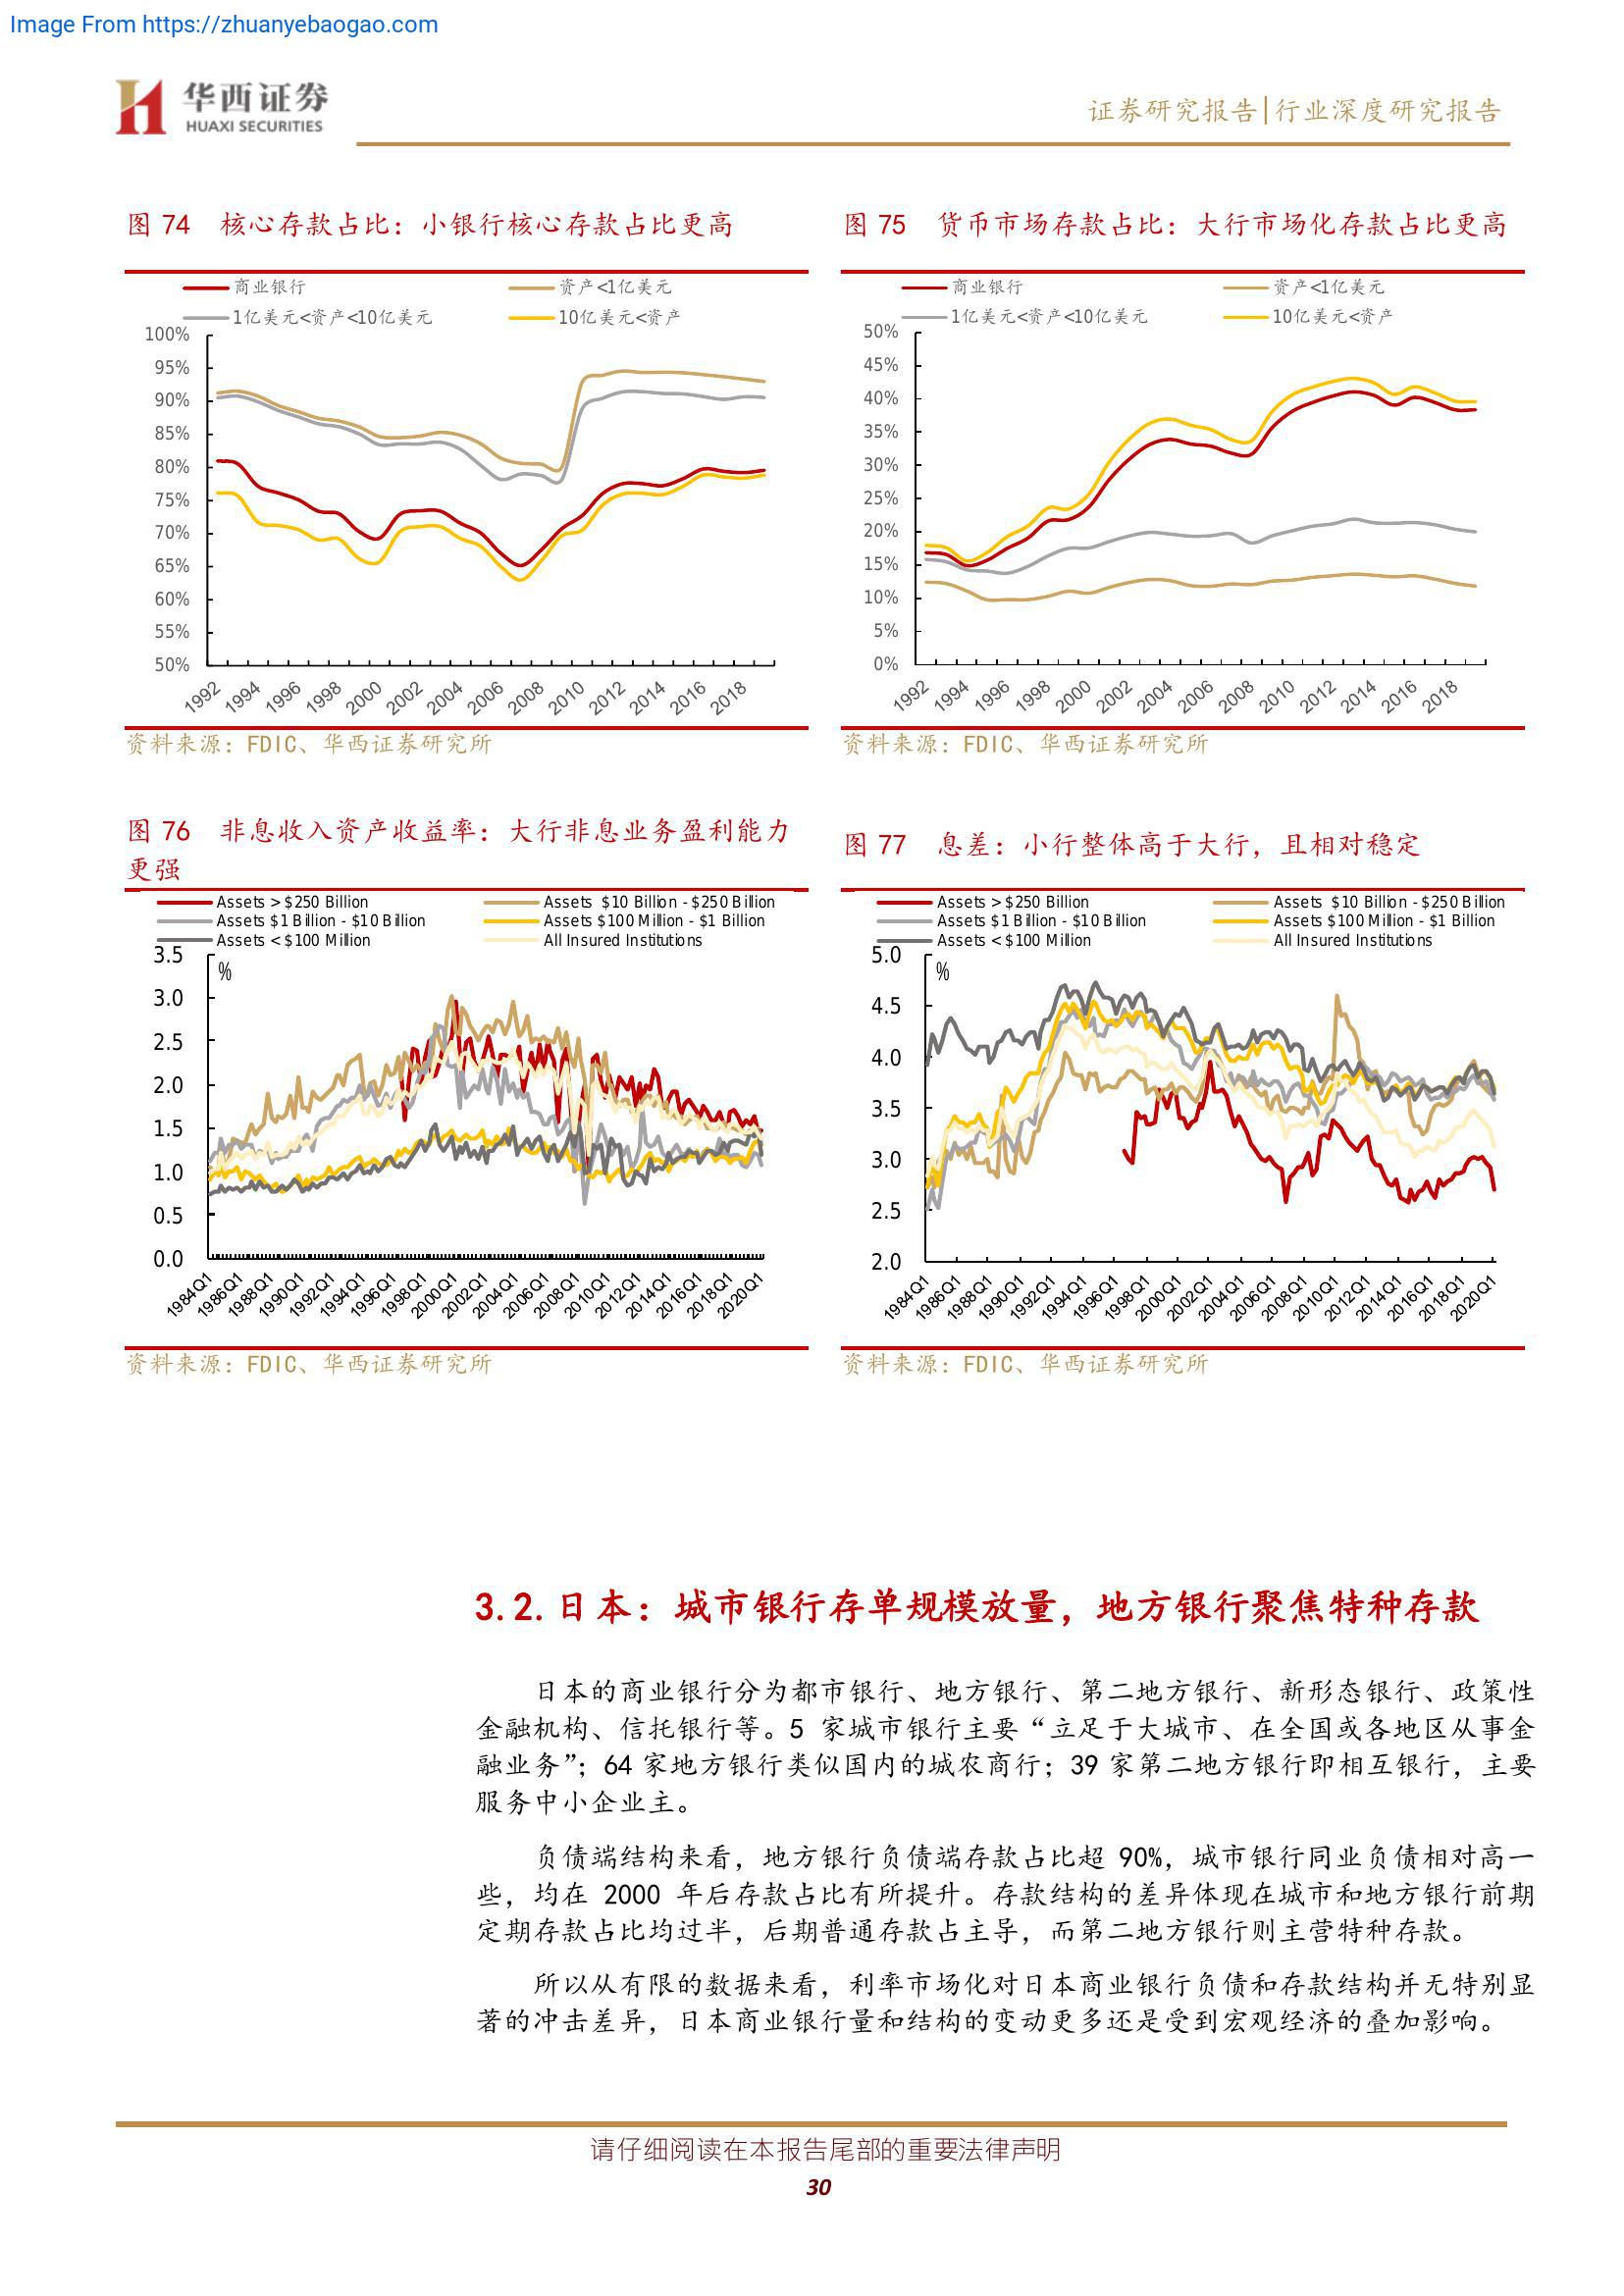 Image From https://zhuanyebaogao.com
华西证券
HUAXI SECURITIES
证券研究报告|行业深度研究报告
图 74 核心存款占比：小银行核心存款占比更高
商业银行 资产<1亿美元
1亿美元<资产<10亿美元 10亿美元<资产
100%
95%
90%
85%
80%
75%
70%
65%
60%
55%
50%
1992 1994 1996 1998 2000 2002 2004 2006 2008 2010 2012 2014 2016 2018
资料来源：FDIC、华西证券研究所
图 75 货币市场存款占比：大行市场化存款占比更高
商业银行 资产<1亿美元
1亿美元<资产<10亿美元 10亿美元<资产
50%
45%
40%
35%
30%
25%
20%
15%
10%
5%
0%
1992 1994 1996 1998 2000 2002 2004 2006 2008 2010 2012 2014 2016 2018
资料来源：FDIC、华西证券研究所
图 76 非息收入资产收益率：大行非息业务盈利能力
更强
Assets > $250 Billion Assets $10 Billion - $250 Billion
Assets $1 Billion - $10 Billion Assets $100 Million - $1 Billion
Assets < $100 Million All Insured Institutions
%
3.5
3.0
2.5
2.0
1.5
1.0
0.5
0.0
1984Q1 1986Q1 1988Q1 1990Q1 1992Q1 1994Q1 1996Q1 1998Q1 2000Q1 2002Q1 2004Q1 2006Q1 2008Q1 2010Q1 2012Q1 2014Q1 2016Q1 2018Q1 2020Q1
资料来源：FDIC、华西证券研究所
图 77 息差：小行整体高于大行，且相对稳定
Assets > $250 Billion Assets $10 Billion - $250 Billion
Assets $1 Billion - $10 Billion Assets $100 Million - $1 Billion
Assets < $100 Million All Insured Institutions
%
5.0
4.5
4.0
3.5
3.0
2.5
2.0
1984Q1 1986Q1 1988Q1 1990Q1 1992Q1 1994Q1 1996Q1 1998Q1 2000Q1 2002Q1 2004Q1 2006Q1 2008Q1 2010Q1 2012Q1 2014Q1 2016Q1 2018Q1 2020Q1
资料来源：FDIC、华西证券研究所
3.2.日本：城市银行存单规模放量，地方银行聚焦特种存款
日本的商业银行分为都市银行、地方银行、第二地方银行、新形态银行、政策性
金融机构、信托银行等。5 家城市银行主要“立足于大城市、在全国或各地区从事金
融业务”；64 家地方银行类似国内的城农商行；39 家第二地方银行即相互银行，主要
服务中小企业主。
负债端结构来看，地方银行负债端存款占比超 90%，城市银行同业负债相对高一
些，均在 2000 年后存款占比有所提升。存款结构的差异体现在城市和地方银行前期
定期存款占比均过半，后期普通存款占主导，而第二地方银行则主营特种存款。
所以从有限的数据来看，利率市场化对日本商业银行负债和存款结构并无特别显
著的冲击差异，日本商业银行量和结构的变动更多还是受到宏观经济的叠加影响。
请仔细阅读在本报告尾部的重要法律声明
30